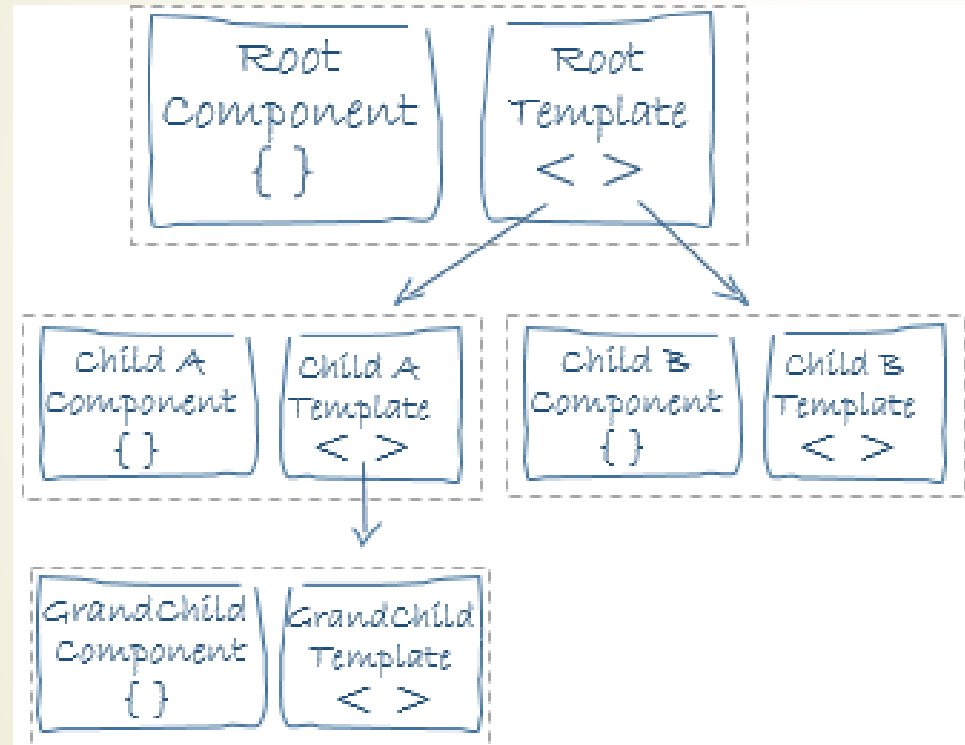 Root
Component
{ }
Root
Template
< >
Child A
Component
{ }
Child A
Template
< >
Child B
Component
{ }
Child B
Template
< >
GrandChild
Component
{ }
GrandChild
Template
< >